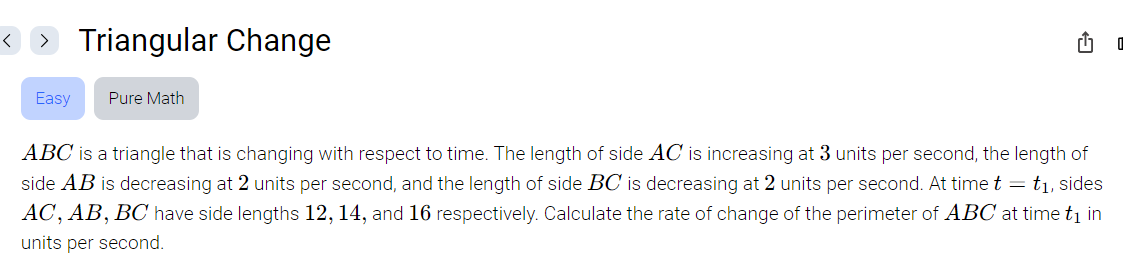 Triangular Change
Easy
Pure Math
ABC is a triangle that is changing with respect to time. The length of side AC is increasing at 3 units per second, the length of
side AB is decreasing at 2 units per second, and the length of side BC is decreasing at 2 units per second. At time t = t₁, sides
AC, AB, BC have side lengths 12, 14, and 16 respectively. Calculate the rate of change of the perimeter of ABC at time t₁ in
units per second.